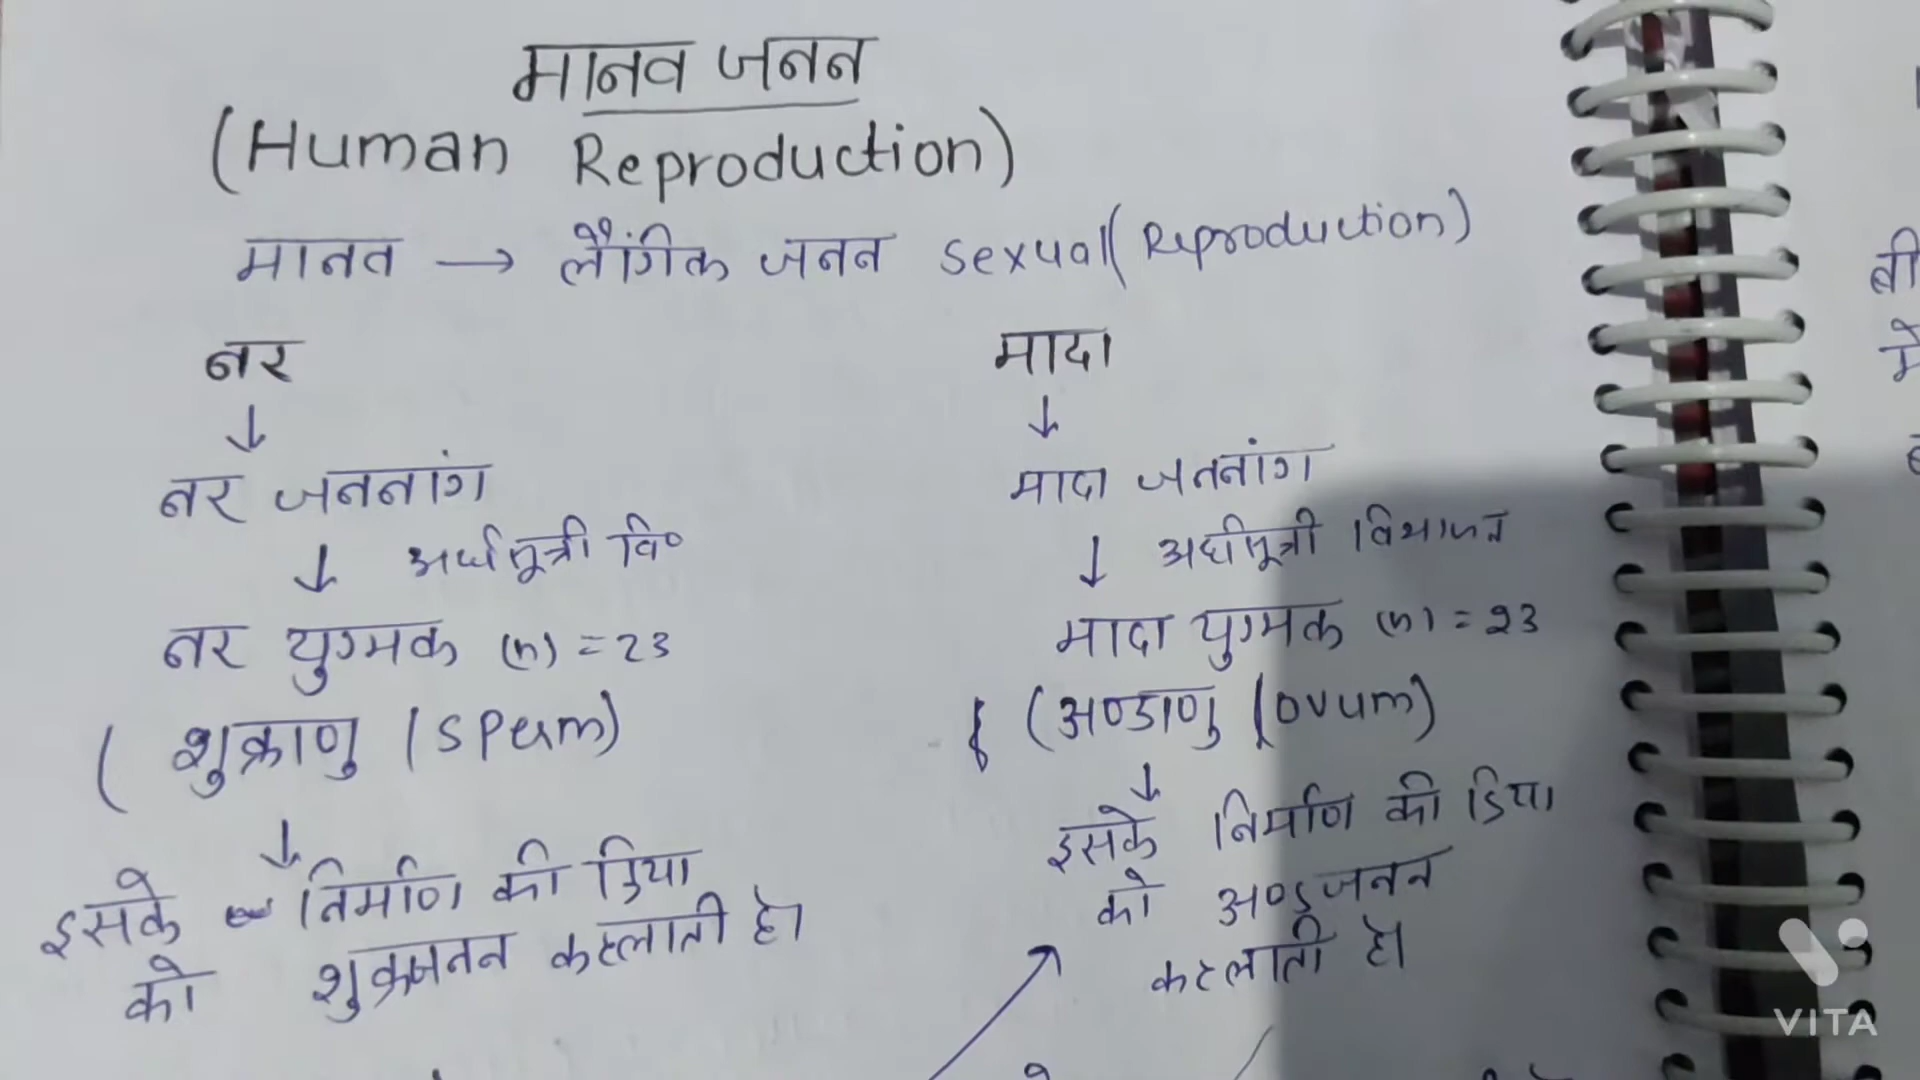 मानव जनन
(Human Reproduction)
मानव → लैंगिक जनन sexual (Reproduction)
नर
↓
नर जननांग
↓ अर्धसूत्री वि०
नर युग्मक (n) = 23
( शुक्राणु / sperm)
↓
इसके निर्माण की क्रिया
को शुक्रजनन कहलाती है।
मादा
↓
मादा जननांग
↓ अर्धसूत्री विभाजन
मादा युग्मक (n) = 23
(अण्डाणु / ovum)
↓
इसके निर्माण की क्रिया
को अण्डजनन
कहलाती है।
बी
मे
VITA